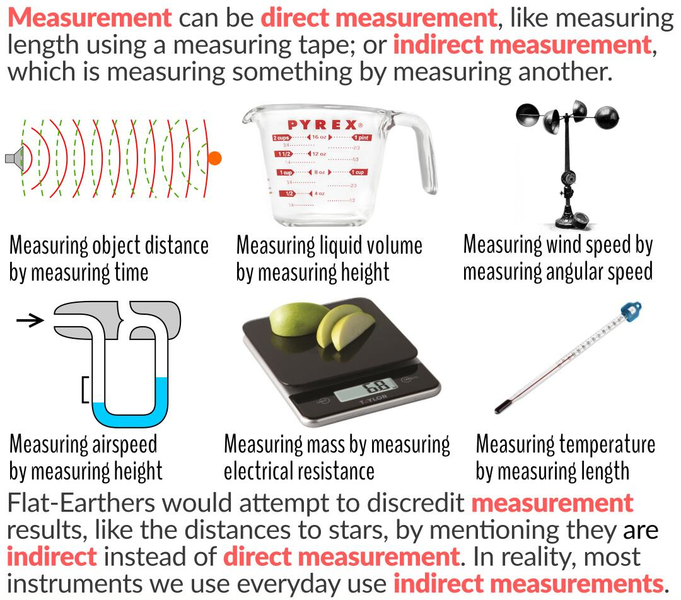 Measurement can be direct measurement, like measuring
length using a measuring tape; or indirect measurement,
which is measuring something by measuring another.
PYREX®
2 cups 16 oz 1 pint
1 1/2 12 oz
1 cup 8 oz 1 cup
1/2 4 oz
Measuring object distance
by measuring time
Measuring liquid volume
by measuring height
Measuring wind speed by
measuring angular speed
68
TAYLOR
Measuring airspeed
by measuring height
Measuring mass by measuring
electrical resistance
Measuring temperature
by measuring length
Flat-Earthers would attempt to discredit measurement
results, like the distances to stars, by mentioning they are
indirect instead of direct measurement. In reality, most
instruments we use everyday use indirect measurements.